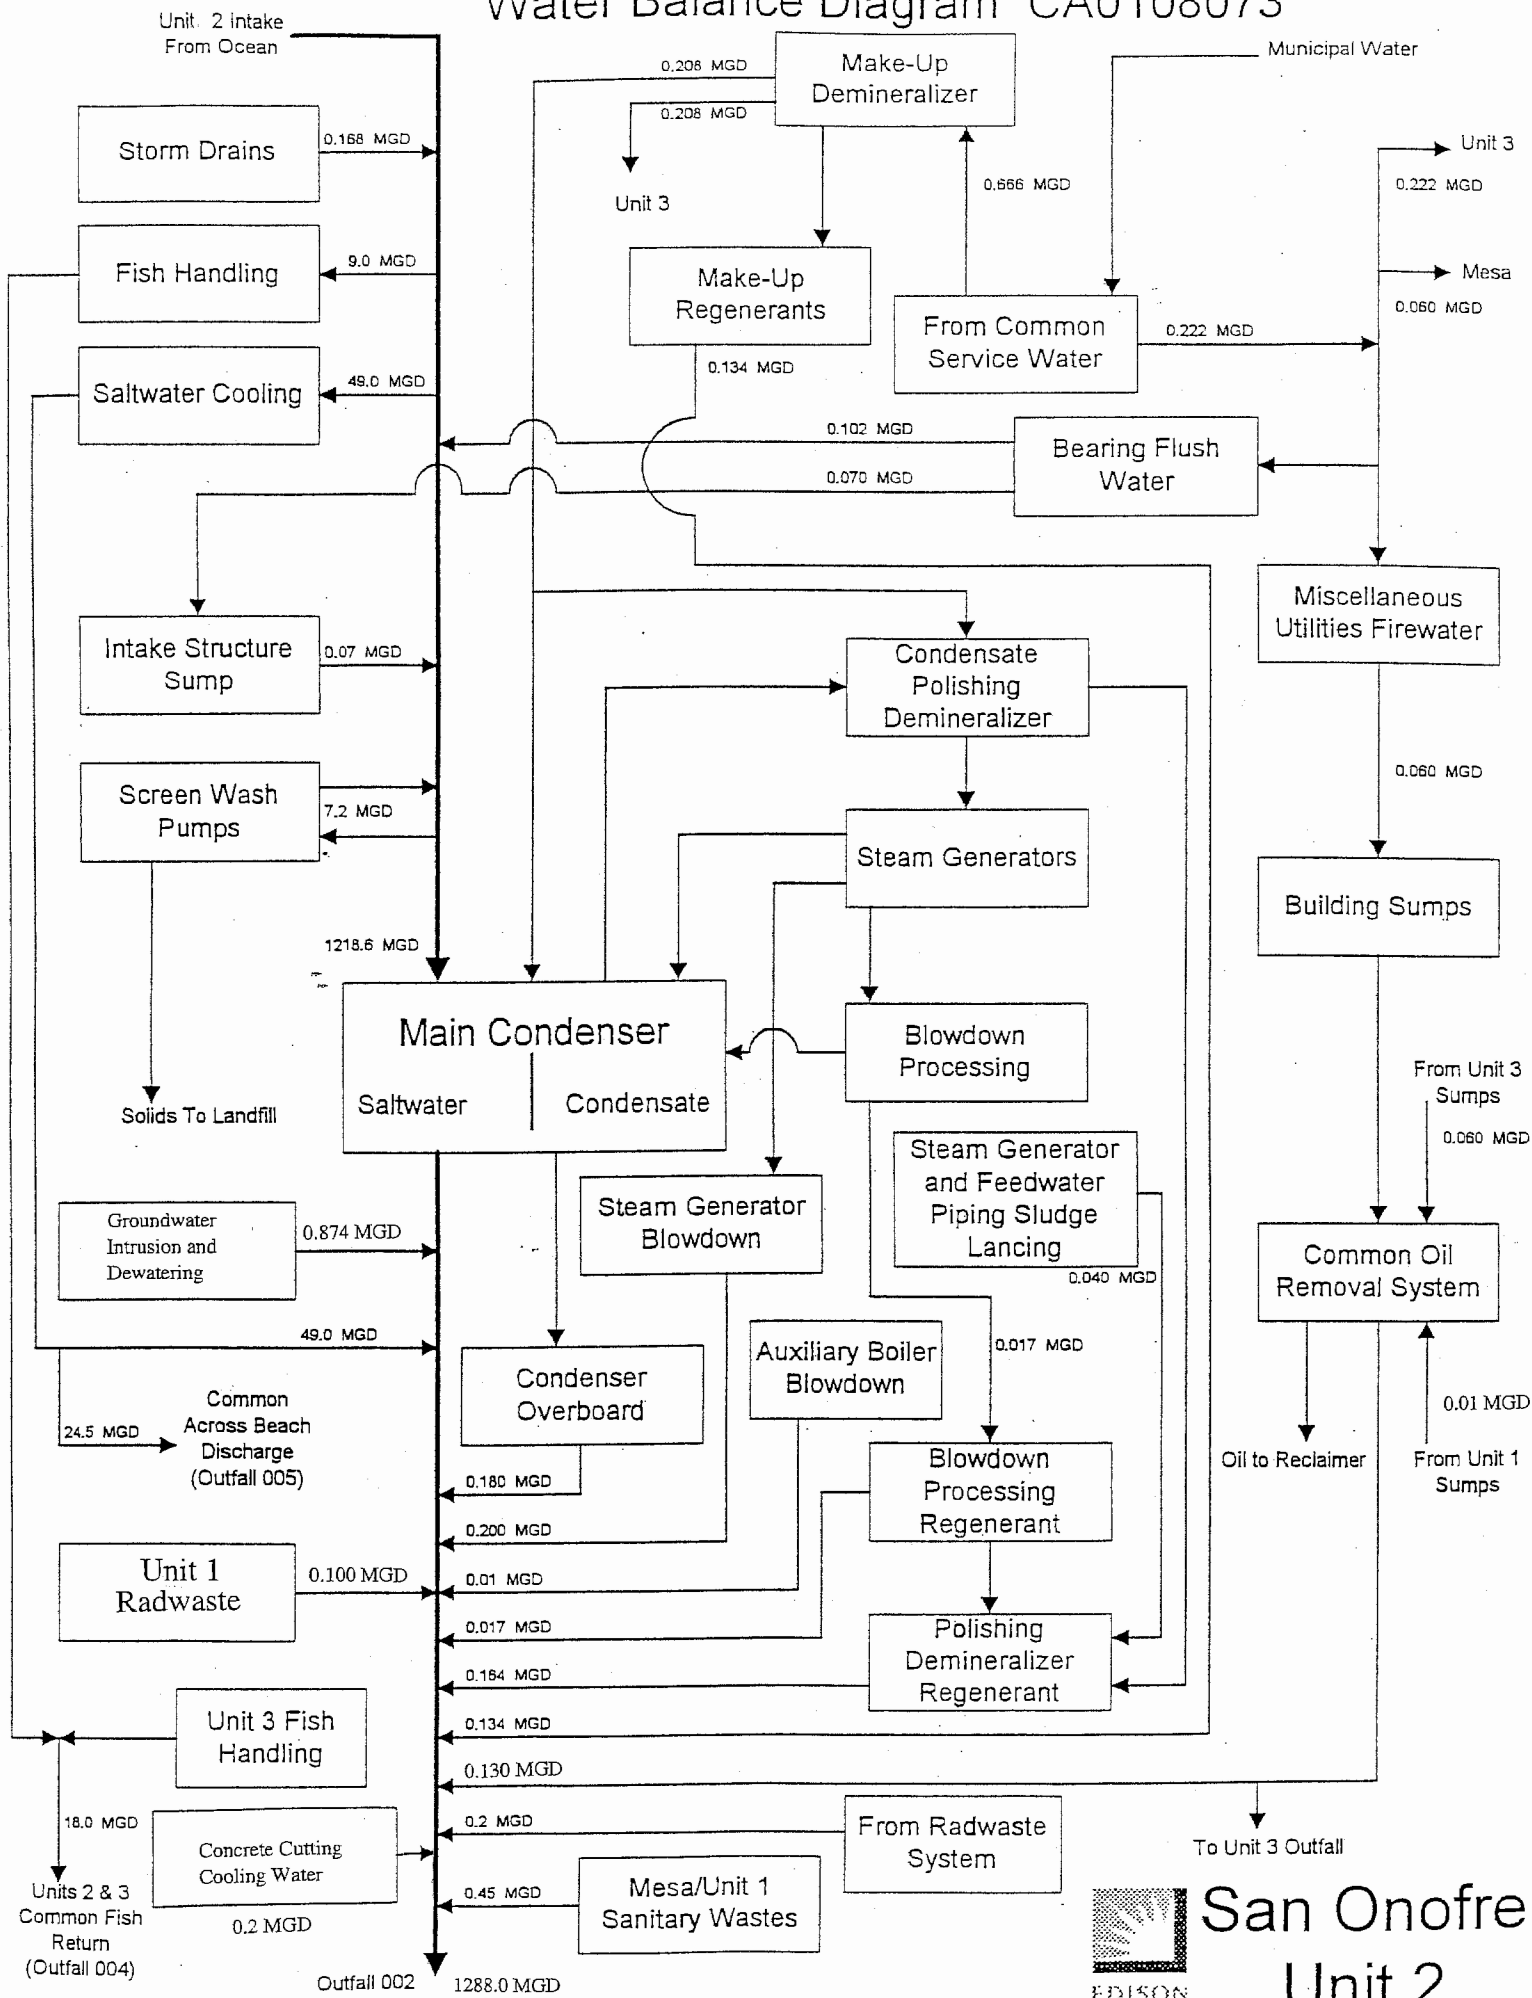 Water Balance Diagram CA0108073
Unit 2 Intake
From Ocean
Municipal Water
Make-Up
Demineralizer
0.208 MGD
0.208 MGD
Unit 3
Storm Drains
0.168 MGD
Unit 3
0.222 MGD
0.666 MGD
Fish Handling
9.0 MGD
Make-Up
Regenerants
Mesa
0.060 MGD
From Common
Service Water
0.222 MGD
0.134 MGD
Saltwater Cooling
49.0 MGD
0.102 MGD
Bearing Flush
Water
0.070 MGD
Miscellaneous
Utilities Firewater
Intake Structure
Sump
0.07 MGD
Condensate
Polishing
Demineralizer
0.060 MGD
Screen Wash
Pumps
7.2 MGD
Steam Generators
Building Sumps
1218.6 MGD
Main Condenser
Saltwater
Condensate
Blowdown
Processing
Solids To Landfill
From Unit 3
Sumps
0.060 MGD
Steam Generator
and Feedwater
Piping Sludge
Lancing
0.040 MGD
Groundwater
Intrusion and
Dewatering
0.874 MGD
Steam Generator
Blowdown
Common Oil
Removal System
49.0 MGD
Auxiliary Boiler
Blowdown
0.017 MGD
Condenser
Overboard
Common
Across Beach
Discharge
(Outfall 005)
24.5 MGD
0.01 MGD
Oil to Reclaimer
From Unit 1
Sumps
Blowdown
Processing
Regenerant
0.180 MGD
0.200 MGD
Unit 1
Radwaste
0.100 MGD
0.01 MGD
0.017 MGD
Polishing
Demineralizer
Regenerant
0.164 MGD
Unit 3 Fish
Handling
0.134 MGD
0.130 MGD
18.0 MGD
Concrete Cutting
Cooling Water
0.2 MGD
0.2 MGD
From Radwaste
System
To Unit 3 Outfall
Units 2 & 3
Common Fish
Return
(Outfall 004)
0.45 MGD
Mesa/Unit 1
Sanitary Wastes
Outfall 002
1288.0 MGD
EDISON
San Onofre
Unit 2